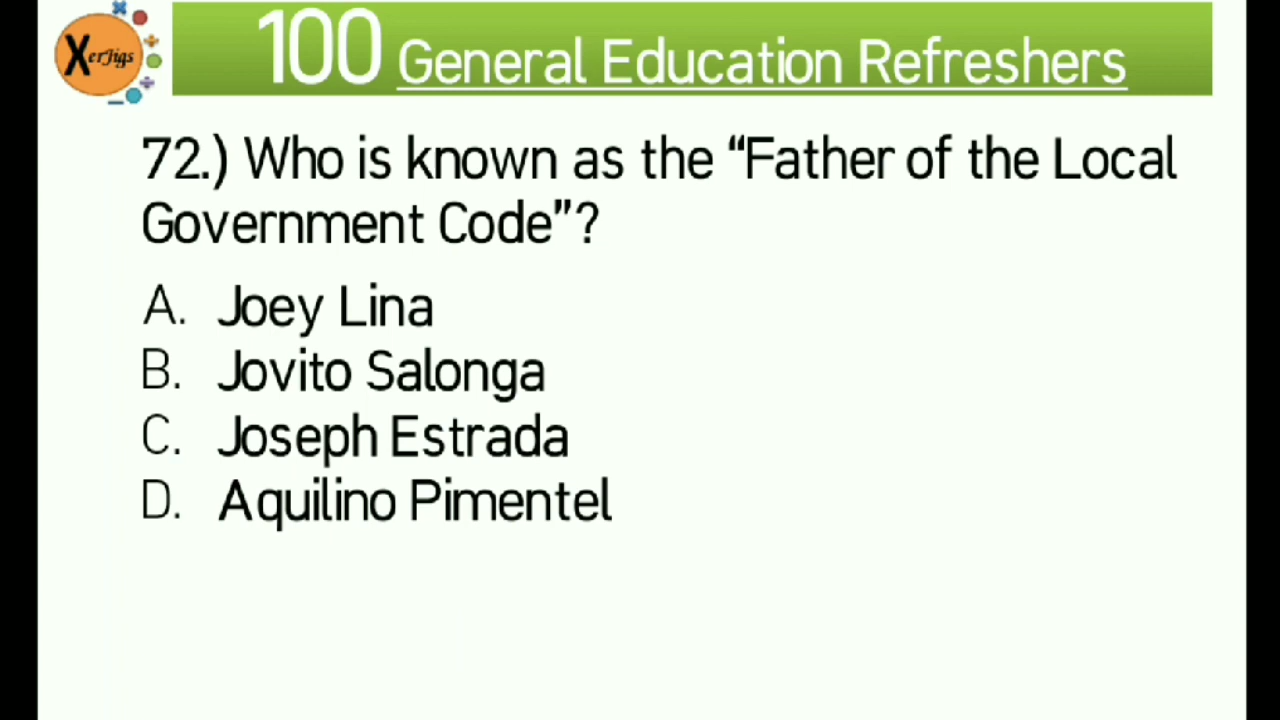 XerJigs
100 General Education Refreshers
72.) Who is known as the “Father of the Local
Government Code”?
A. Joey Lina
B. Jovito Salonga
C. Joseph Estrada
D. Aquilino Pimentel